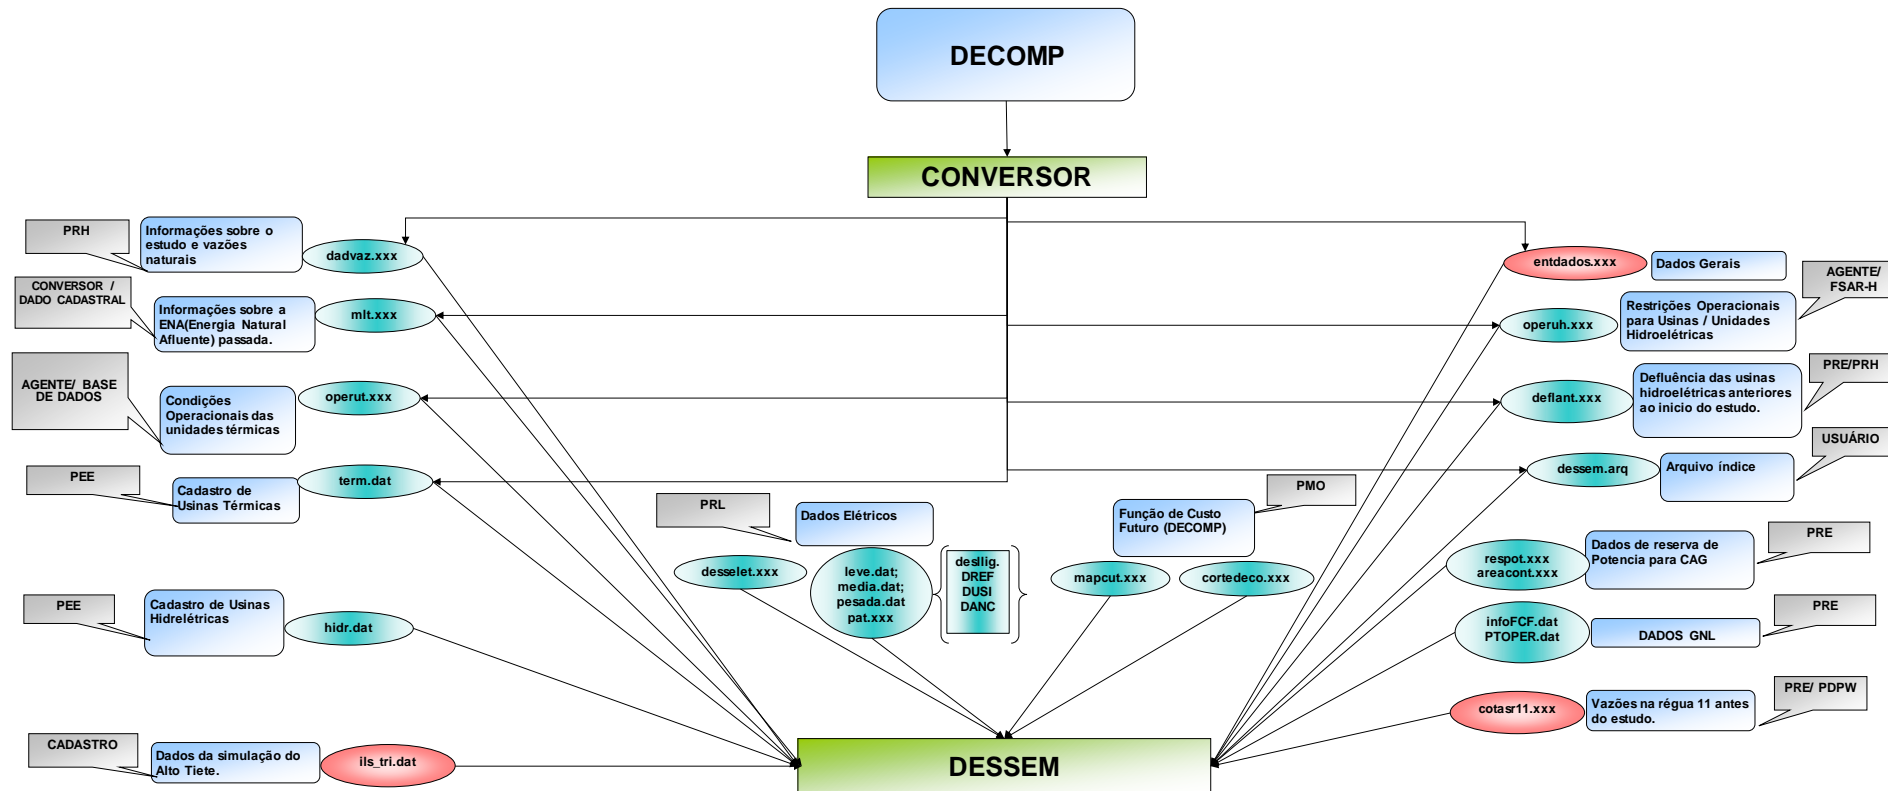 DECOMP
CONVERSOR
PRH
Informações sobre o
estudo e vazões
naturais
dadvaz.xxx
CONVERSOR /
DADO CADASTRAL
Informações sobre a
ENA(Energia Natural
Afluente) passada.
mlt.xxx
AGENTE/ BASE
DE DADOS
Condições
Operacionais das
unidades térmicas
operut.xxx
PEE
Cadastro de
Usinas Térmicas
term.dat
PEE
Cadastro de Usinas
Hidrelétricas
hidr.dat
CADASTRO
Dados da simulação do
Alto Tiete.
ils_tri.dat
PRL
Dados Elétricos
desselet.xxx
leve.dat;
media.dat;
pesada.dat
pat.xxx
desllig.
DREF
DUSI
DANC
PMO
Função de Custo
Futuro (DECOMP)
mapcut.xxx
cortedeco.xxx
entdados.xxx
Dados Gerais
AGENTE/
FSAR-H
operuh.xxx
Restrições Operacionais
para Usinas / Unidades
Hidroelétricas
PRE/PRH
deflant.xxx
Defluência das usinas
hidroelétricas anteriores
ao inicio do estudo.
USUÁRIO
dessem.arq
Arquivo índice
PRE
respot.xxx
areacont.xxx
Dados de reserva de
Potencia para CAG
PRE
infoFCF.dat
PTOPER.dat
DADOS GNL
PRE/ PDPW
cotasr11.xxx
Vazões na régua 11 antes
do estudo.
DESSEM